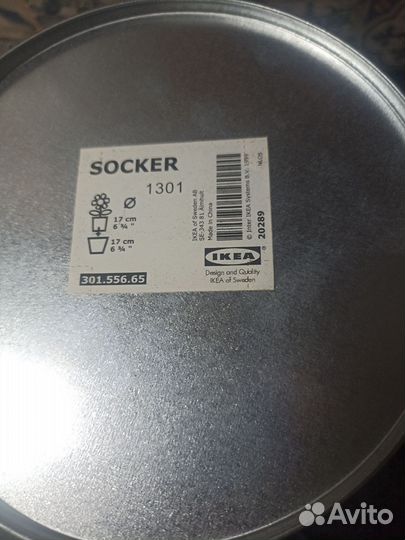 SOCKER
1301
Ø
17 cm
6 ¾ "
17 cm
6 ¾ "
301.556.65
IKEA of Sweden AB
SE-343 81 Älmhult
Made in China
© Inter IKEA Systems B.V. 1999
20289
IKEA®
Design and Quality
IKEA of Sweden
Avito